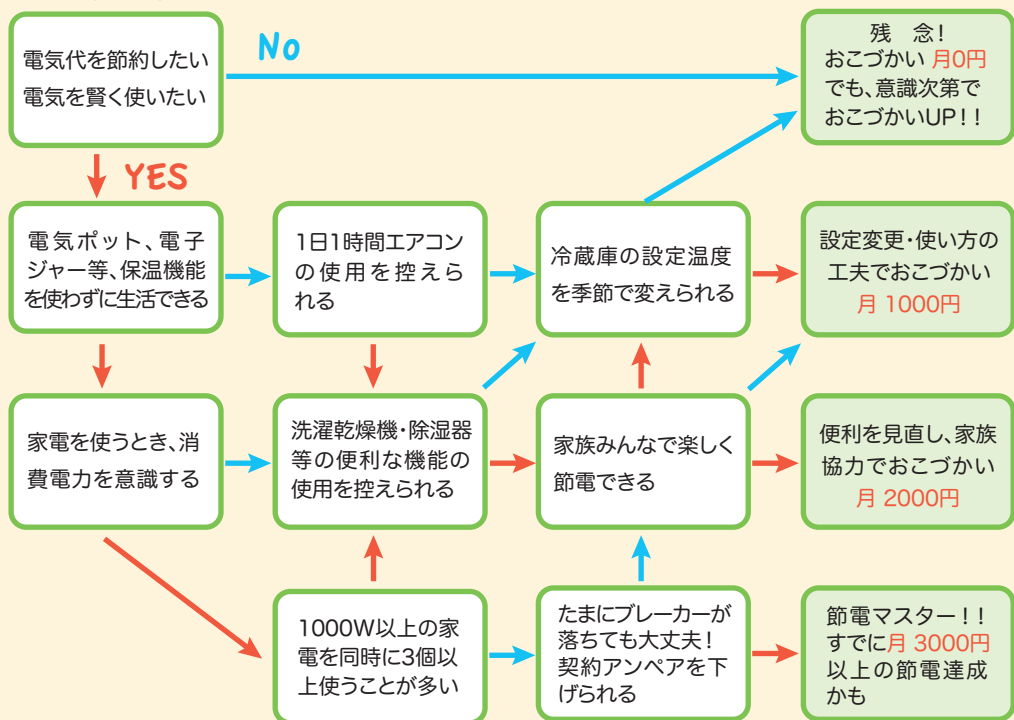 電気代を節約したい
電気を賢く使いたい
No
残　念！
おこづかい 月0円
でも、意識次第で
おこづかいUP！！
YES
電気ポット、電子
ジャー等、保温機能
を使わずに生活できる
1日1時間エアコン
の使用を控えら
れる
冷蔵庫の設定温度
を季節で変えられる
設定変更・使い方の
工夫でおこづかい
月 1000円
家電を使うとき、消
費電力を意識する
洗濯乾燥機・除湿器
等の便利な機能の
使用を控えられる
家族みんなで楽しく
節電できる
便利を見直し、家族
協力でおこづかい
月 2000円
1000W以上の家
電を同時に3個以
上使うことが多い
たまにブレーカーが
落ちても大丈夫！
契約アンペアを下
げられる
節電マスター！！
すでに月 3000円
以上の節電達成
かも